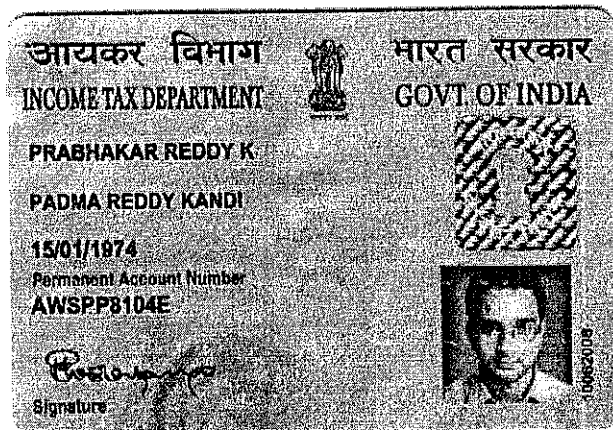 आयकर विभाग
भारत सरकार
INCOME TAX DEPARTMENT
GOVT. OF INDIA
PRABHAKAR REDDY K
PADMA REDDY KANDI
15/01/1974
Permanent Account Number
AWSPP8104E
Signature